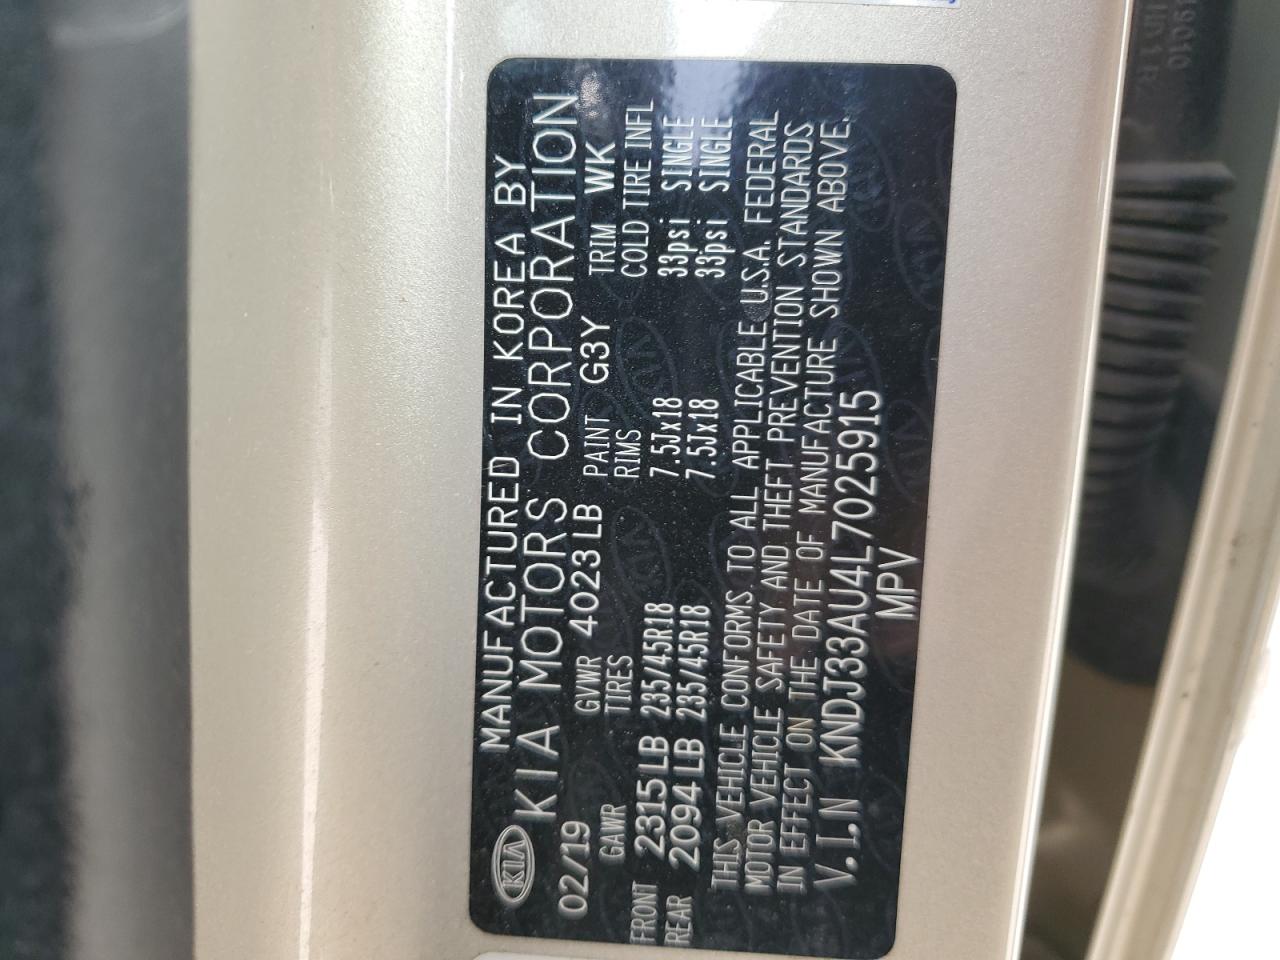 MANUFACTURED IN KOREA BY
KIA KIA MOTORS CORPORATION
02/19 GVWR 4023 LB PAINT G3Y TRIM WK
GAWR TIRES RIMS COLD TIRE INFL
FRONT 2315 LB 235/45R18 7.5Jx18 33psi SINGLE
REAR 2094 LB 235/45R18 7.5Jx18 33psi SINGLE
THIS VEHICLE CONFORMS TO ALL APPLICABLE U.S.A. FEDERAL
MOTOR VEHICLE SAFETY AND THEFT PREVENTION STANDARDS
IN EFFECT ON THE DATE OF MANUFACTURE SHOWN ABOVE.
V.I.N KNDJ33AU4L7025915
MPV